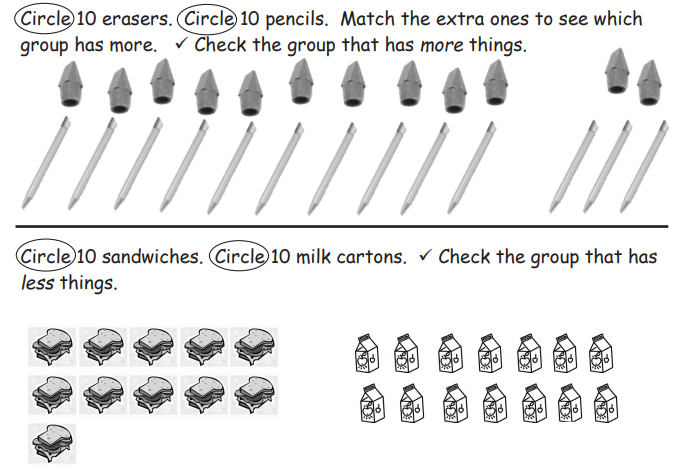 Circle 10 erasers. Circle 10 pencils. Match the extra ones to see which
group has more. ✓ Check the group that has more things.
Circle 10 sandwiches. Circle 10 milk cartons. ✓ Check the group that has
less things.